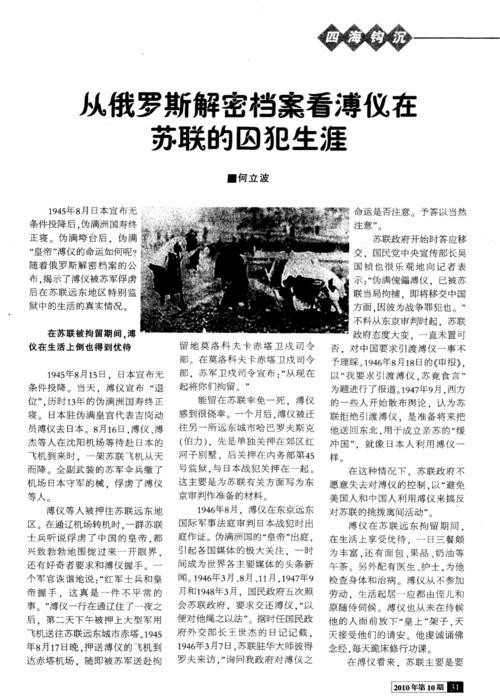 四海钩沉
从俄罗斯解密档案看溥仪在
苏联的囚犯生涯
■何立波
1945年8月日本宣布无
条件投降后,伪满洲国寿终
正寝。伪满垮台后，伪满
“皇帝”溥仪的命运如何呢?
随着俄罗斯解密档案的公
布,揭示了溥仪被苏军俘虏
后在苏联远东地区特别监
狱中的生活的真实情况。
在苏联被拘留期间,溥
仪在生活上倒也得到优待
1945年8月15日，日本宣布无
条件投降。当天，溥仪宣布“退
位”,历时13年的伪满洲国寿终正
寝。日本驻伪满皇宫代表吉岗动
员溥仪去日本。8月16日,溥仪、溥
杰等人在沈阳机场等待赴日本的
飞机到来时，一架苏联飞机从天
而降。全副武装的苏军伞兵缴了
机场日本守军的械，俘虏了溥仪
等人。
溥仪等人被押往苏联远东地
区。在通辽机场转机时,一群苏联
士兵听说俘虏了中国的皇帝,都
兴致勃勃地围拢过来一开眼界,
还有好奇者要求和溥仪握手。一
个军官诙谐地说:“红军士兵和皇
帝握手，这真是一件不平常的
事。”溥仪一行在通辽住了一夜之
后，第二天下午被押上大型军用
飞机送往苏联远东城市赤塔。1945
年8月17日晚,押送溥仪的飞机到
达赤塔机场，随即被苏军送赴拘
留地莫洛科夫卡赤塔卫戍司令
部。在莫洛科夫卡赤塔卫戍司令
部，苏军卫戍司令宣布:“从现在
起将你们拘留。”
能留在苏联幸免一死，溥仪
感到很侥幸。一个月后,溥仪被迁
往另一所远东城市哈巴罗夫斯克
(伯力)，先是单独关押在郊区红
河子别墅，后关押在内务部第45
号监狱,与日本战犯关押在一起。
这主要是为苏联有关方面写为东
京审判作准备的材料。
1946年8月，溥仪在东京远东
国际军事法庭审判日本战犯时出
庭作证。伪满洲国的“皇帝”出庭,
引起各国媒体的极大关注，一时
间成为世界各主要媒体的头条新
闻。1946年3月、8月、11月,1947年9
月和1948年3月，国民政府五次照
会苏联政府，要求交还溥仪,“以
便对他绳之以法”。据时任国民政
府外交部长王世杰的日记记载，
1946年3月7日,苏联驻华大师彼得
罗夫来访,“询问我政府对溥仪之
命运是否注意。予答以当然
注意”。
苏联政府开始时答应移
交，国民党中央宣传部长吴
国桢也很乐观地向记者表
示:“伪满傀儡溥仪，已被苏
联当局拘捕，即将移交中国
方面,因彼为战争罪犯也。”
不料从东京审判时起，苏联
政府态度大变，一直未置可
否，对中国要求引渡溥仪一事不
予理睬。1946年8月18日的《申报》,
以“我要求引渡溥仪,苏竟食言”
为题进行了报道。1947年9月,西方
的一些人开始散布舆论，认为苏
联拒绝引渡溥仪，是准备将来把
他送回东北,用于成立亲苏的“缓
冲国”，就像日本人利用溥仪一
样。
在这种情况下，苏联政府不
愿意失去对溥仪的控制,以“避免
美国人和中国人利用溥仪来搞反
对苏联的挑拨离间活动”。
溥仪在苏联远东拘留期间，
在生活上享受优待，一日三餐颇
为丰富,还有面包、果品、奶油等
午茶。另外配有医生、护士,为他
检查身体和治病。溥仪从不参加
劳动，生活起居一应都由侄儿和
原随侍伺候。溥仪也从未在侍候
他的人面前放下“皇上”架子,天
天接受他们的请安。他虔诚诵佛
念经,每天跪床修行功课。
在溥仪看来，苏联主要是要
2010年第10期 31